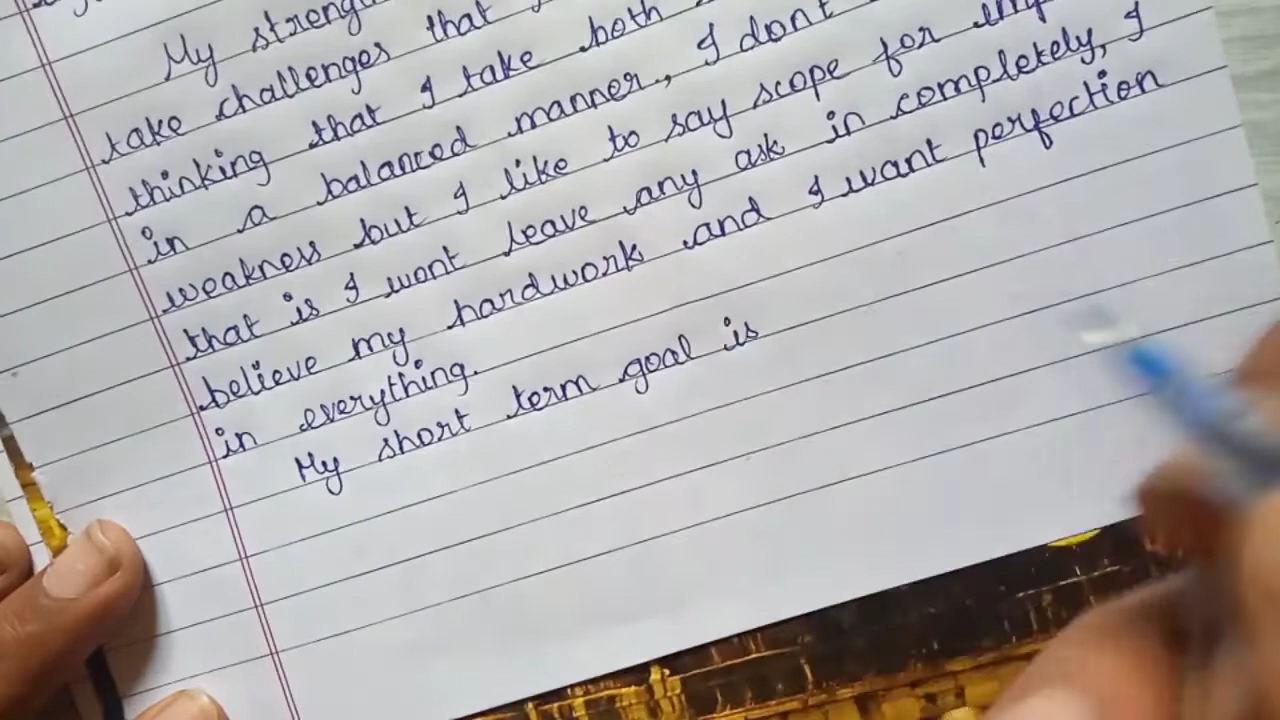 My
take challenges that
thinking that I take both
in a balanced manner, I dont
weakness but I like to say scope for
that is I wont leave any ask in completely, I
believe my hardwork and I want perfection
in everything.
My short term goal is